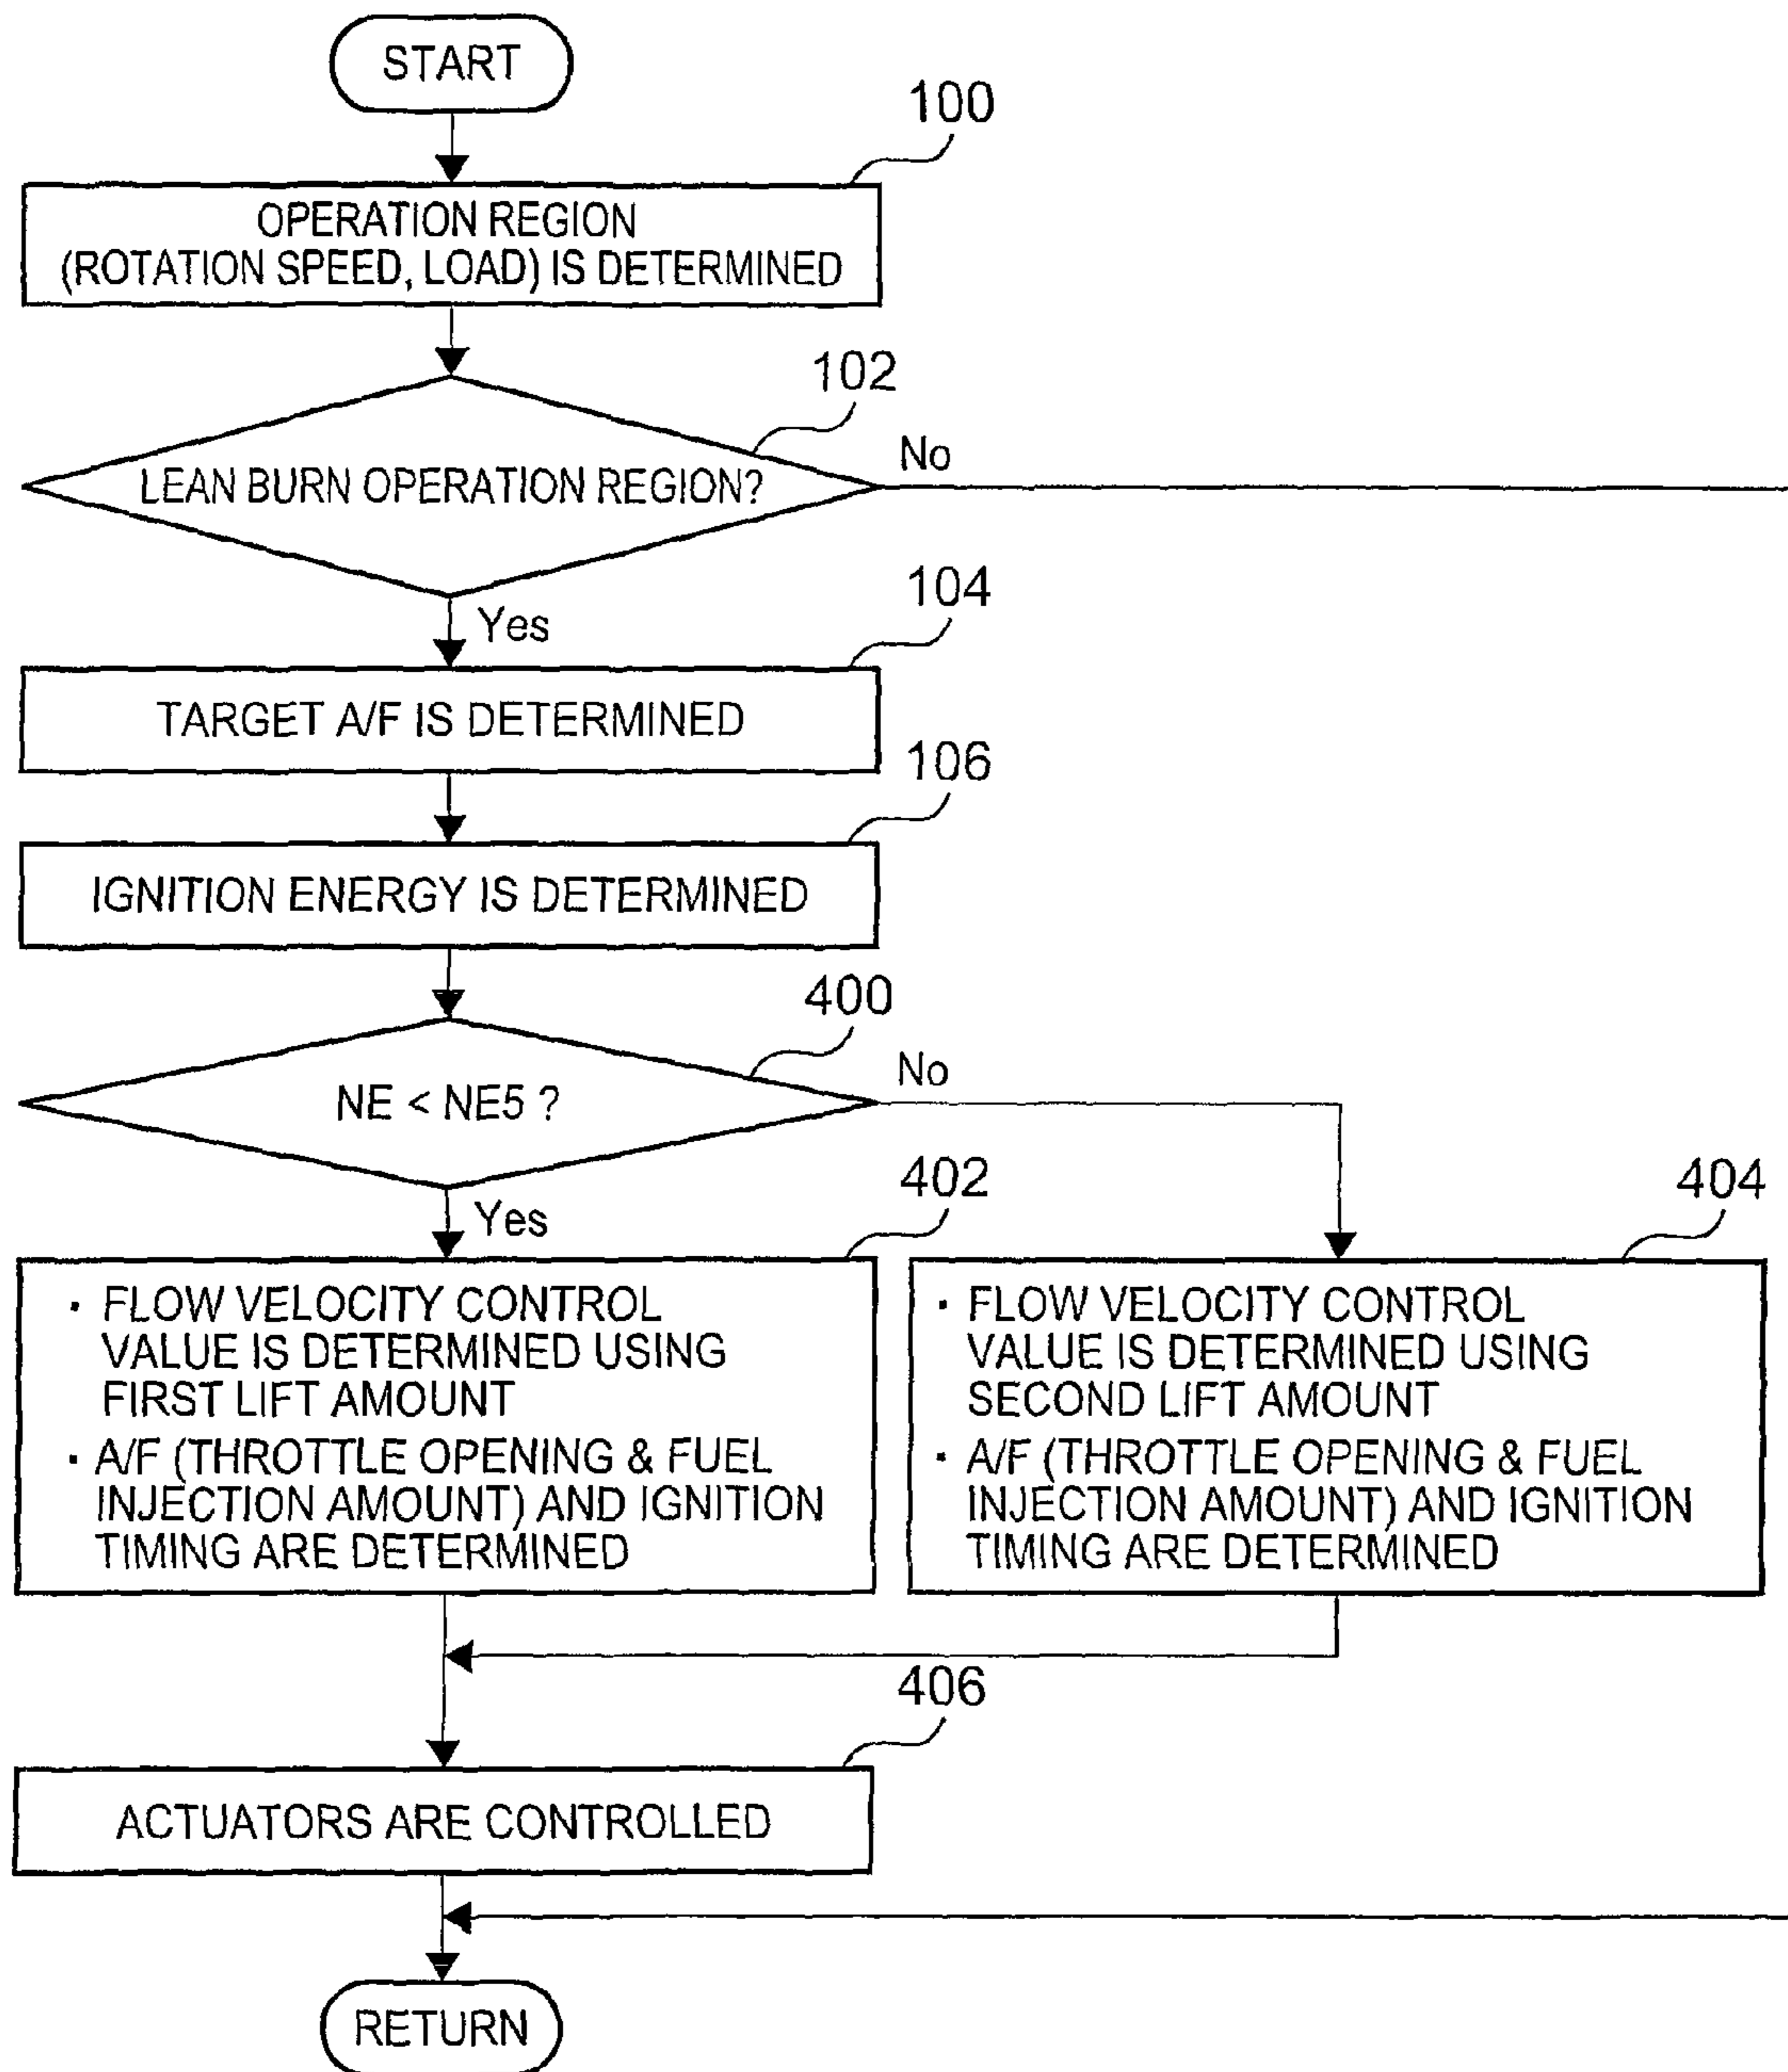 START
100
OPERATION REGION
(ROTATION SPEED, LOAD) IS DETERMINED
102
LEAN BURN OPERATION REGION?
No
Yes
104
TARGET A/F IS DETERMINED
106
IGNITION ENERGY IS DETERMINED
400
NE < NE5 ?
No
Yes
402
· FLOW VELOCITY CONTROL
VALUE IS DETERMINED USING
FIRST LIFT AMOUNT
· A/F (THROTTLE OPENING & FUEL
INJECTION AMOUNT) AND IGNITION
TIMING ARE DETERMINED
404
· FLOW VELOCITY CONTROL
VALUE IS DETERMINED USING
SECOND LIFT AMOUNT
· A/F (THROTTLE OPENING & FUEL
INJECTION AMOUNT) AND IGNITION
TIMING ARE DETERMINED
406
ACTUATORS ARE CONTROLLED
RETURN